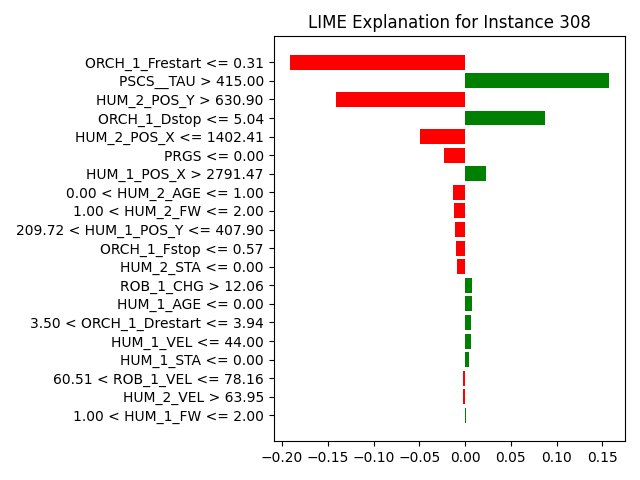 LIME Explanation for Instance 308
ORCH_1_Frestart <= 0.31
PSCS__TAU > 415.00
HUM_2_POS_Y > 630.90
ORCH_1_Dstop <= 5.04
HUM_2_POS_X <= 1402.41
PRGS <= 0.00
HUM_1_POS_X > 2791.47
0.00 < HUM_2_AGE <= 1.00
1.00 < HUM_2_FW <= 2.00
209.72 < HUM_1_POS_Y <= 407.90
ORCH_1_Fstop <= 0.57
HUM_2_STA <= 0.00
ROB_1_CHG > 12.06
HUM_1_AGE <= 0.00
3.50 < ORCH_1_Drestart <= 3.94
HUM_1_VEL <= 44.00
HUM_1_STA <= 0.00
60.51 < ROB_1_VEL <= 78.16
HUM_2_VEL > 63.95
1.00 < HUM_1_FW <= 2.00
−0.20 −0.15 −0.10 −0.05 0.00 0.05 0.10 0.15